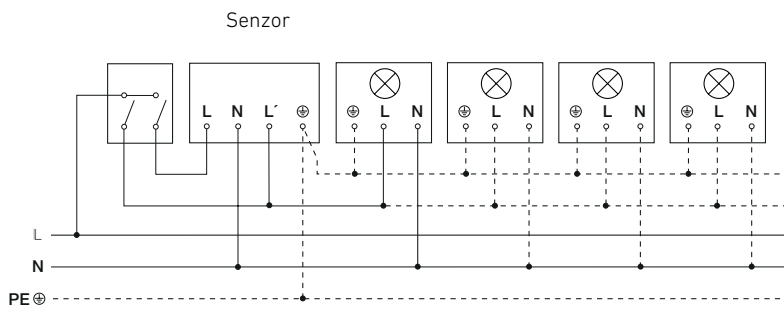 Senzor
L N L´ ⏚ ⏚ L N ⏚ L N ⏚ L N ⏚ L N
L
N
PE ⏚